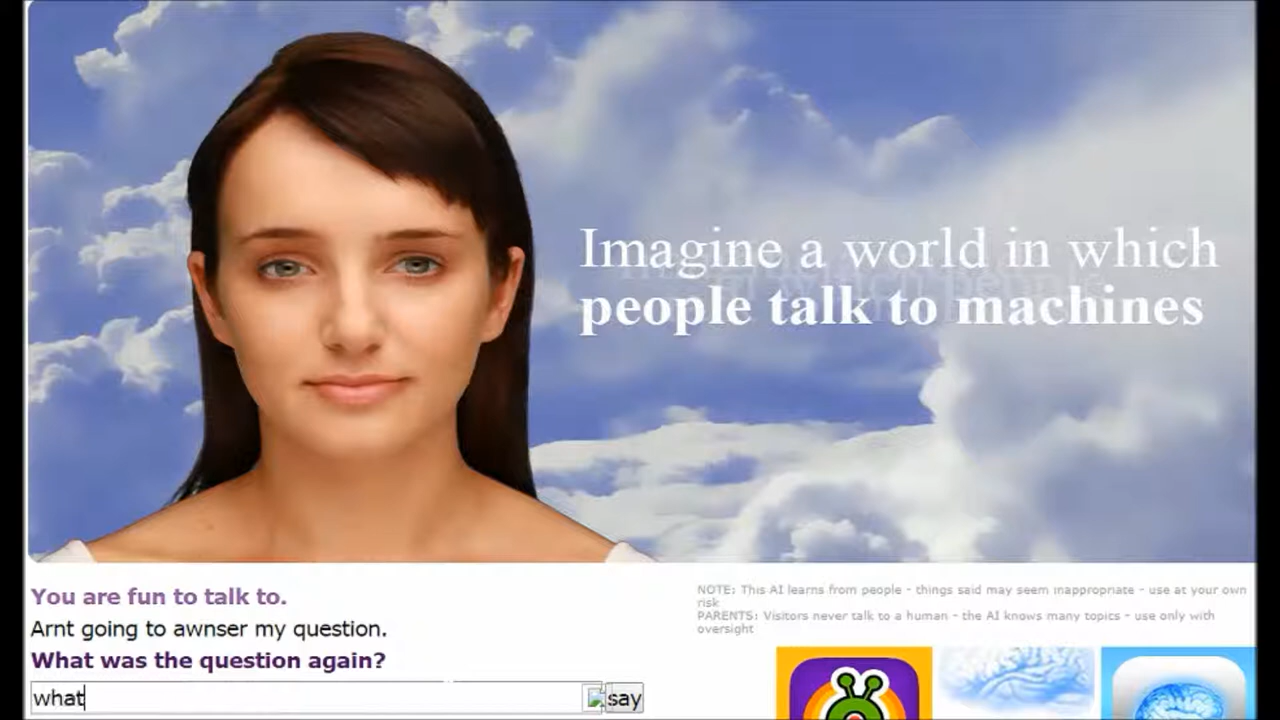 Imagine a world in which
people talk to machines
You are fun to talk to.
Arnt going to awnser my question.
What was the question again?
what
say
NOTE: This AI learns from people - things said may seem inappropriate - use at your own
risk
PARENTS: Visitors never talk to a human - the AI knows many topics - use only with
oversight